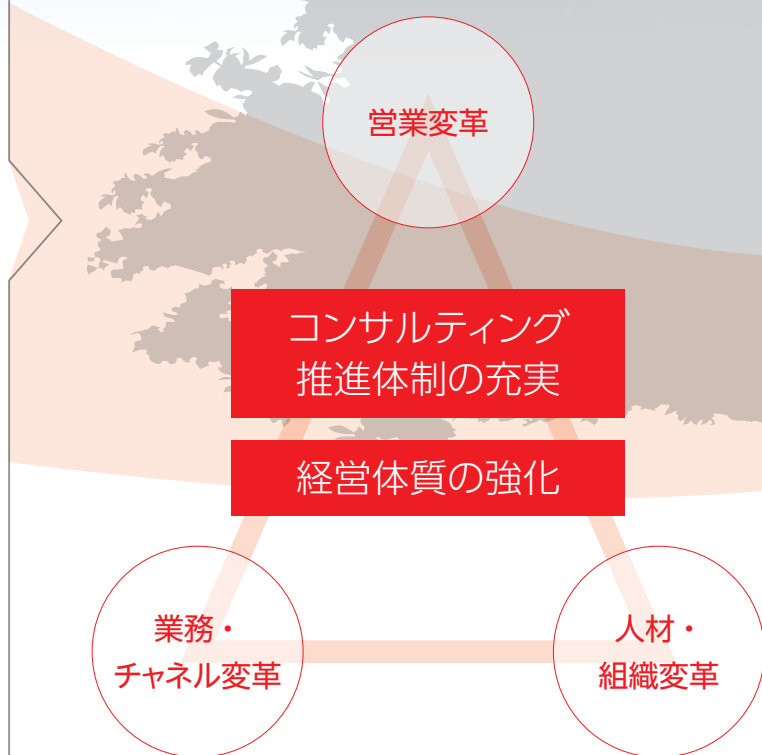 営業変革
コンサルティング
推進体制の充実
経営体質の強化
業務・
チャネル変革
人材・
組織変革